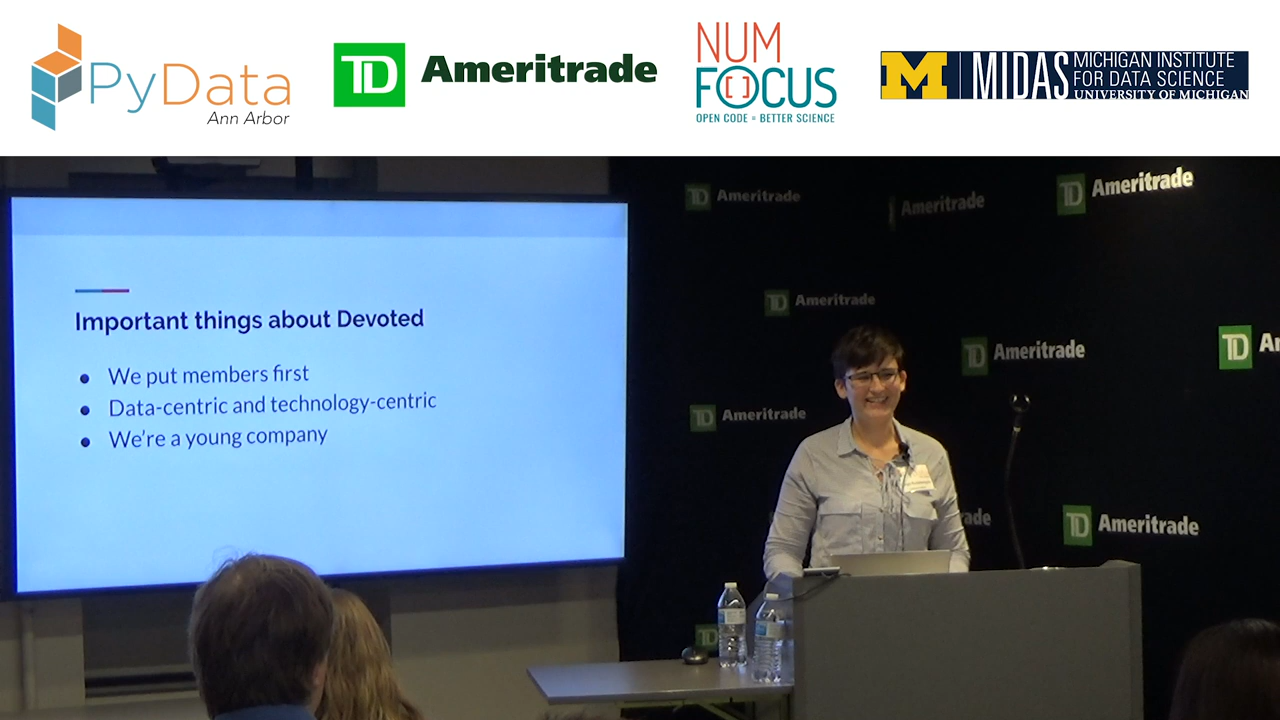 PyData
Ann Arbor
TD Ameritrade
NUM
FOCUS
OPEN CODE = BETTER SCIENCE
M MIDAS
MICHIGAN INSTITUTE
FOR DATA SCIENCE
UNIVERSITY OF MICHIGAN
Important things about Devoted
• We put members first
• Data-centric and technology-centric
• We're a young company
TD Ameritrade
Ameritrade
TD Ameritrade
TD Ameritrade
TD Ameritrade
TD A
TD Ameritrade
ade
TD Ameritrade
TD